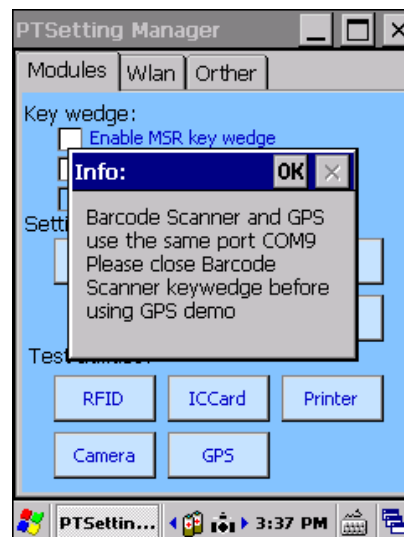 PTSetting Manager
Modules Wlan Orther
Key wedge:
Enable MSR key wedge
Info: OK
Barcode Scanner and GPS
use the same port COM9
Please close Barcode
Scanner keywedge before
using GPS demo
RFID ICCard Printer
Camera GPS
PTSettin... 3:37 PM